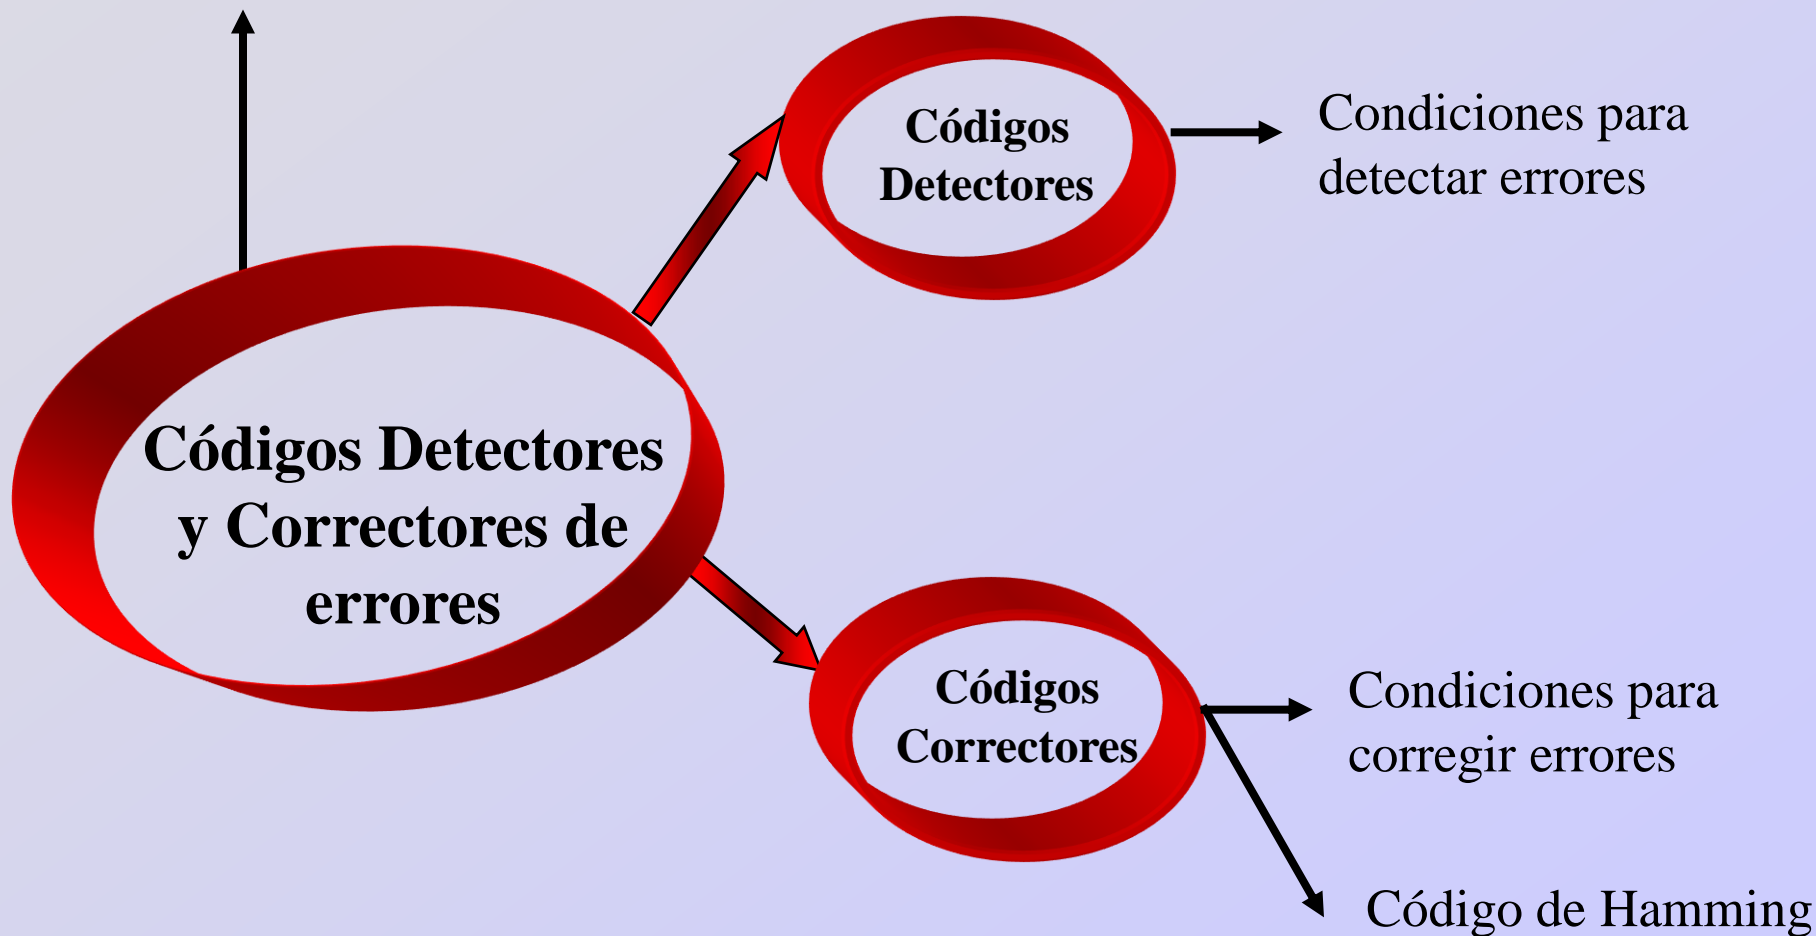 Códigos
Detectores
Condiciones para
detectar errores
Códigos Detectores
y Correctores de
errores
Códigos
Correctores
Condiciones para
corregir errores
Código de Hamming